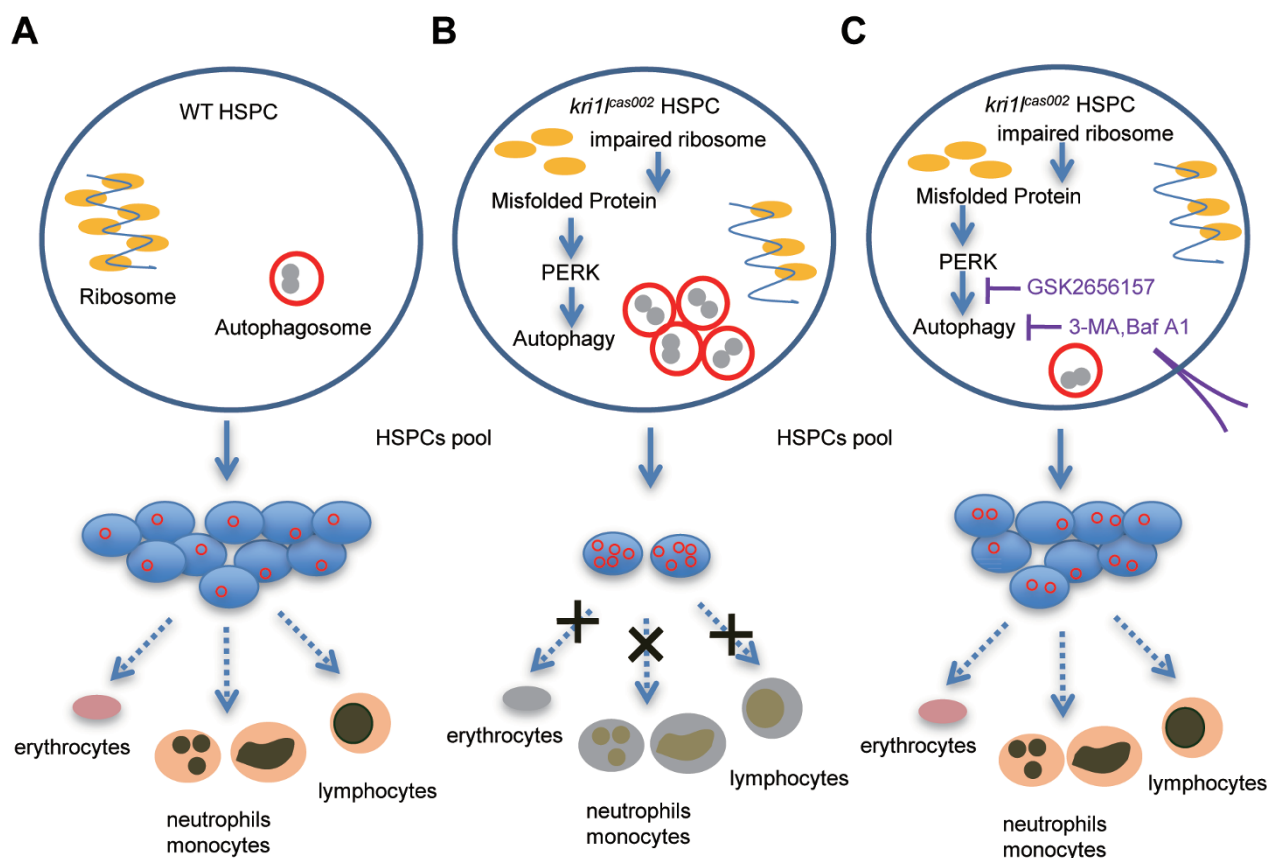 A
WT HSPC
Ribosome
Autophagosome
HSPCs pool
erythrocytes
neutrophils
monocytes
lymphocytes
B
kri1l^cas002 HSPC
impaired ribosome
Misfolded Protein
PERK
Autophagy
HSPCs pool
erythrocytes
neutrophils
monocytes
lymphocytes
C
kri1l^cas002 HSPC
impaired ribosome
Misfolded Protein
PERK
GSK2656157
Autophagy
3-MA,Baf A1
erythrocytes
neutrophils
monocytes
lymphocytes